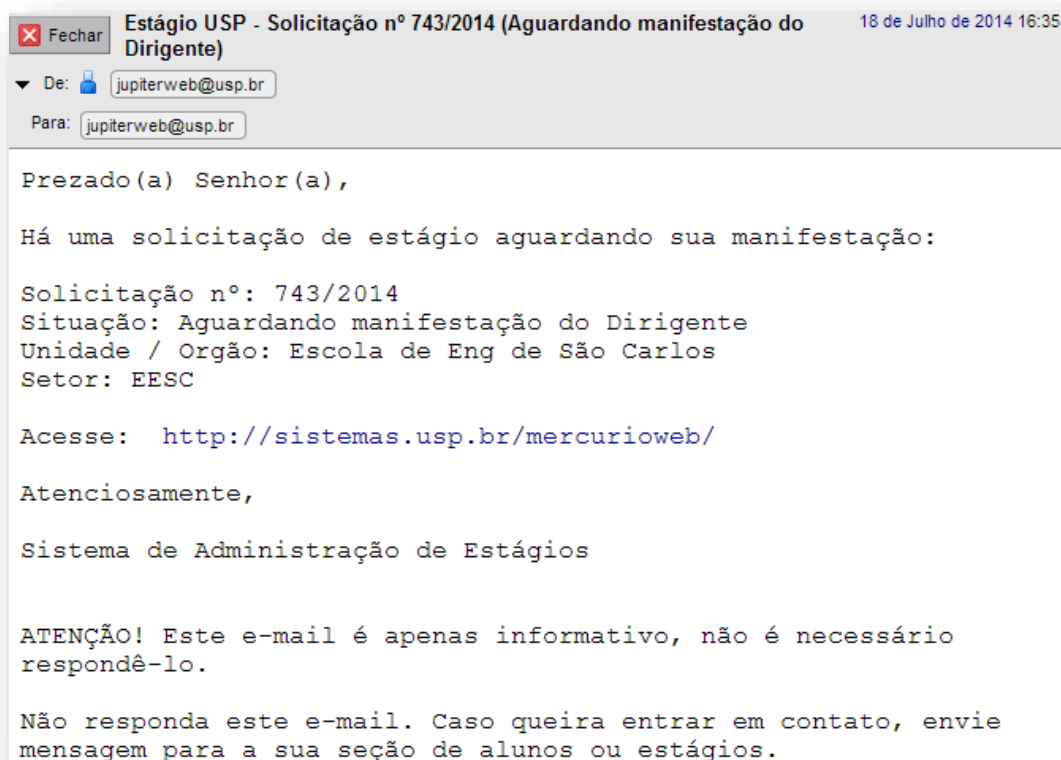 Fechar
Estágio USP - Solicitação nº 743/2014 (Aguardando manifestação do
Dirigente)
18 de Julho de 2014 16:35
De: jupiterweb@usp.br
Para: jupiterweb@usp.br
Prezado(a) Senhor(a),
Há uma solicitação de estágio aguardando sua manifestação:
Solicitação nº: 743/2014
Situação: Aguardando manifestação do Dirigente
Unidade / Orgão: Escola de Eng de São Carlos
Setor: EESC
Acesse: http://sistemas.usp.br/mercurioweb/
Atenciosamente,
Sistema de Administração de Estágios
ATENÇÃO! Este e-mail é apenas informativo, não é necessário
respondê-lo.
Não responda este e-mail. Caso queira entrar em contato, envie
mensagem para a sua seção de alunos ou estágios.